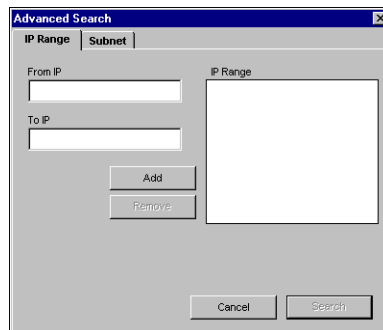 Advanced Search
IP Range Subnet
From IP
IP Range
To IP
Add
Remove
Cancel Search